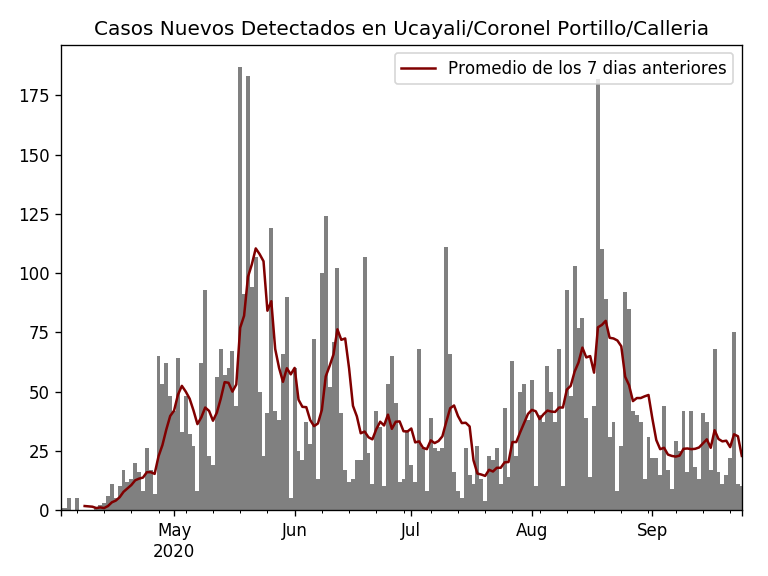 Casos Nuevos Detectados en Ucayali/Coronel Portillo/Calleria
Promedio de los 7 dias anteriores
175
150
125
100
75
50
25
0
May
2020
Jun
Jul
Aug
Sep